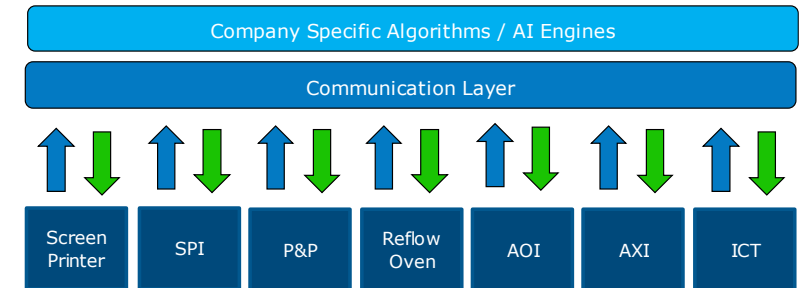 Company Specific Algorithms / AI Engines
Communication Layer
Screen
Printer
SPI
P&P
Reflow
Oven
AOI
AXI
ICT